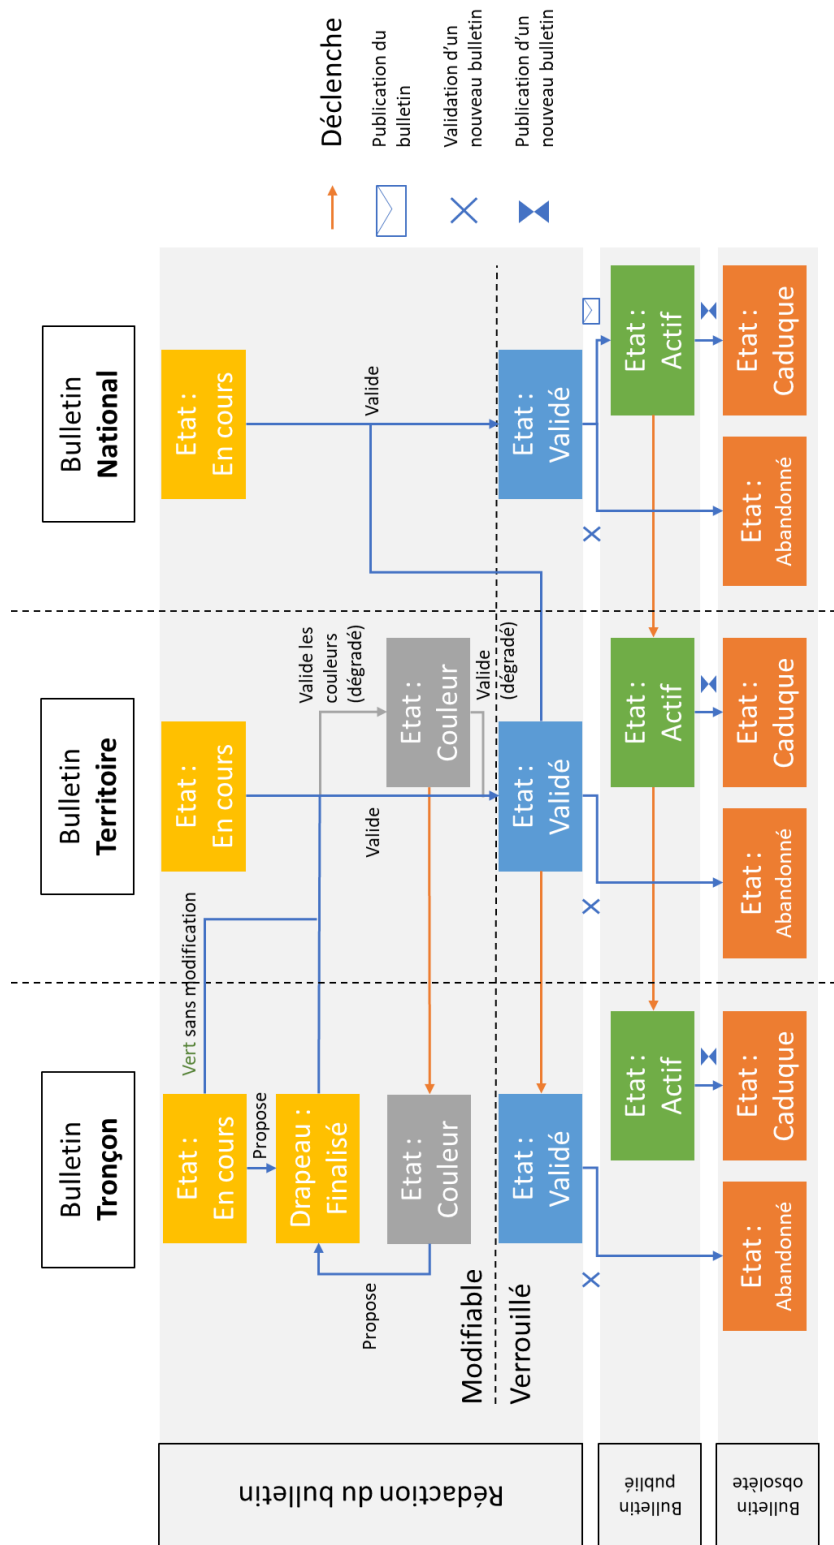 Bulletin
Tronçon
Bulletin
Territoire
Bulletin
National
Rédaction du bulletin
Etat :
En cours
Vert sans modification
Propose
Drapeau :
Finalisé
Propose
Etat :
Couleur
Modifiable
Verrouillé
Etat :
Validé
Etat :
En cours
Valide les
couleurs
(dégradé)
Valide
Etat :
Couleur
Valide
(dégradé)
Etat :
Validé
Etat :
En cours
Valide
Etat :
Validé
Bulletin
publié
Etat :
Actif
Etat :
Actif
Etat :
Actif
Bulletin
obsolète
Etat :
Abandonné
Etat :
Caduque
Etat :
Abandonné
Etat :
Caduque
Etat :
Abandonné
Etat :
Caduque
Déclenche
Publication du
bulletin
Validation d'un
nouveau bulletin
Publication d'un
nouveau bulletin